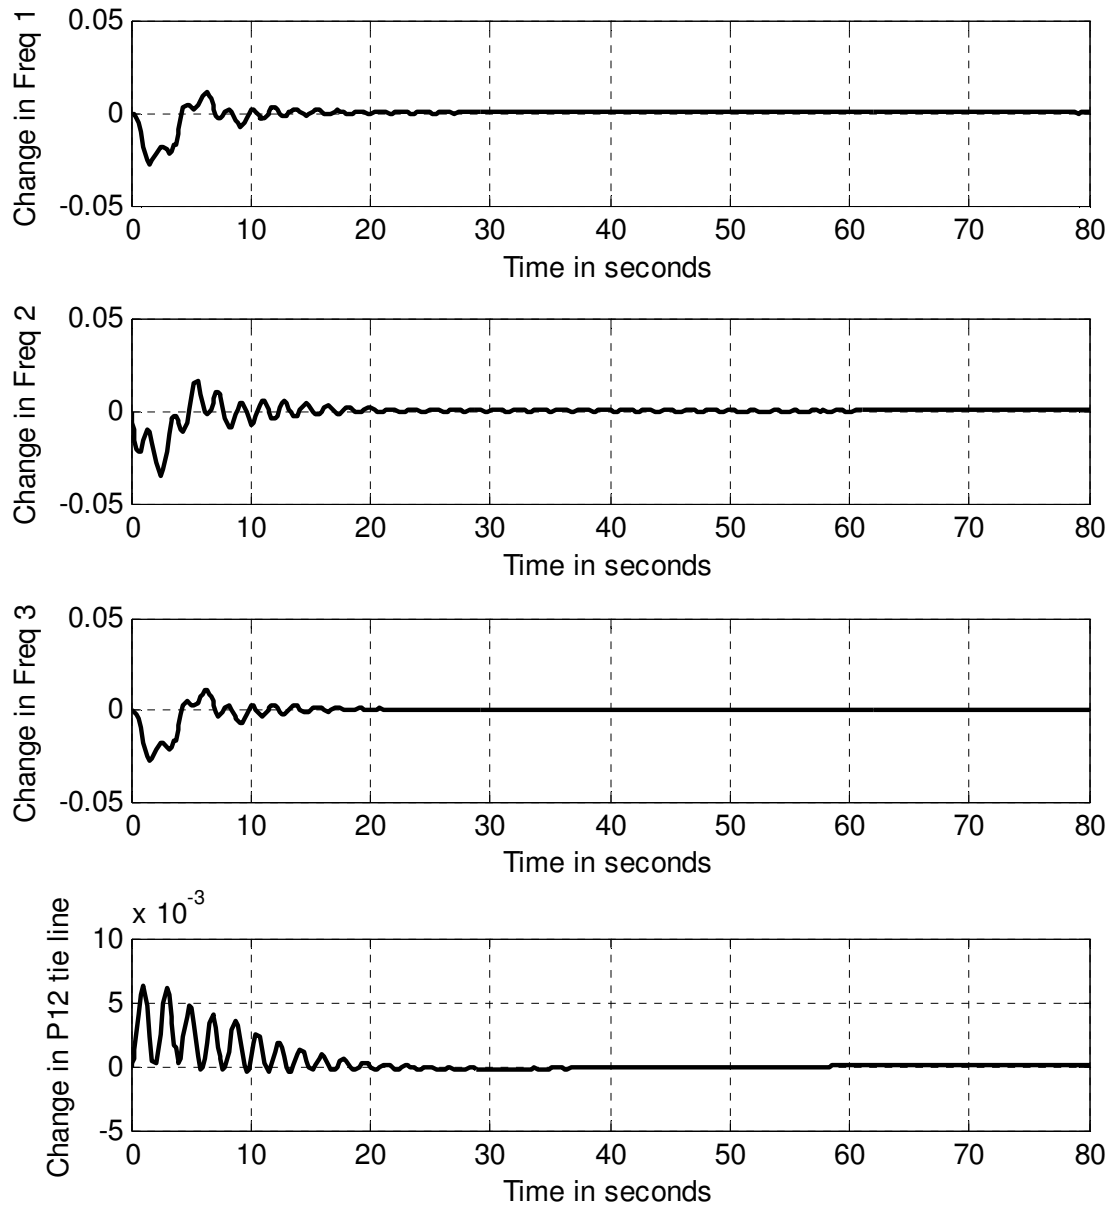 0.05
0
-0.05
Change in Freq 1
0 10 20 30 40 50 60 70 80
Time in seconds
0.05
0
-0.05
Change in Freq 2
0 10 20 30 40 50 60 70 80
Time in seconds
0.05
0
-0.05
Change in Freq 3
0 10 20 30 40 50 60 70 80
Time in seconds
x 10^-3
10
5
0
-5
Change in P12 tie line
0 10 20 30 40 50 60 70 80
Time in seconds